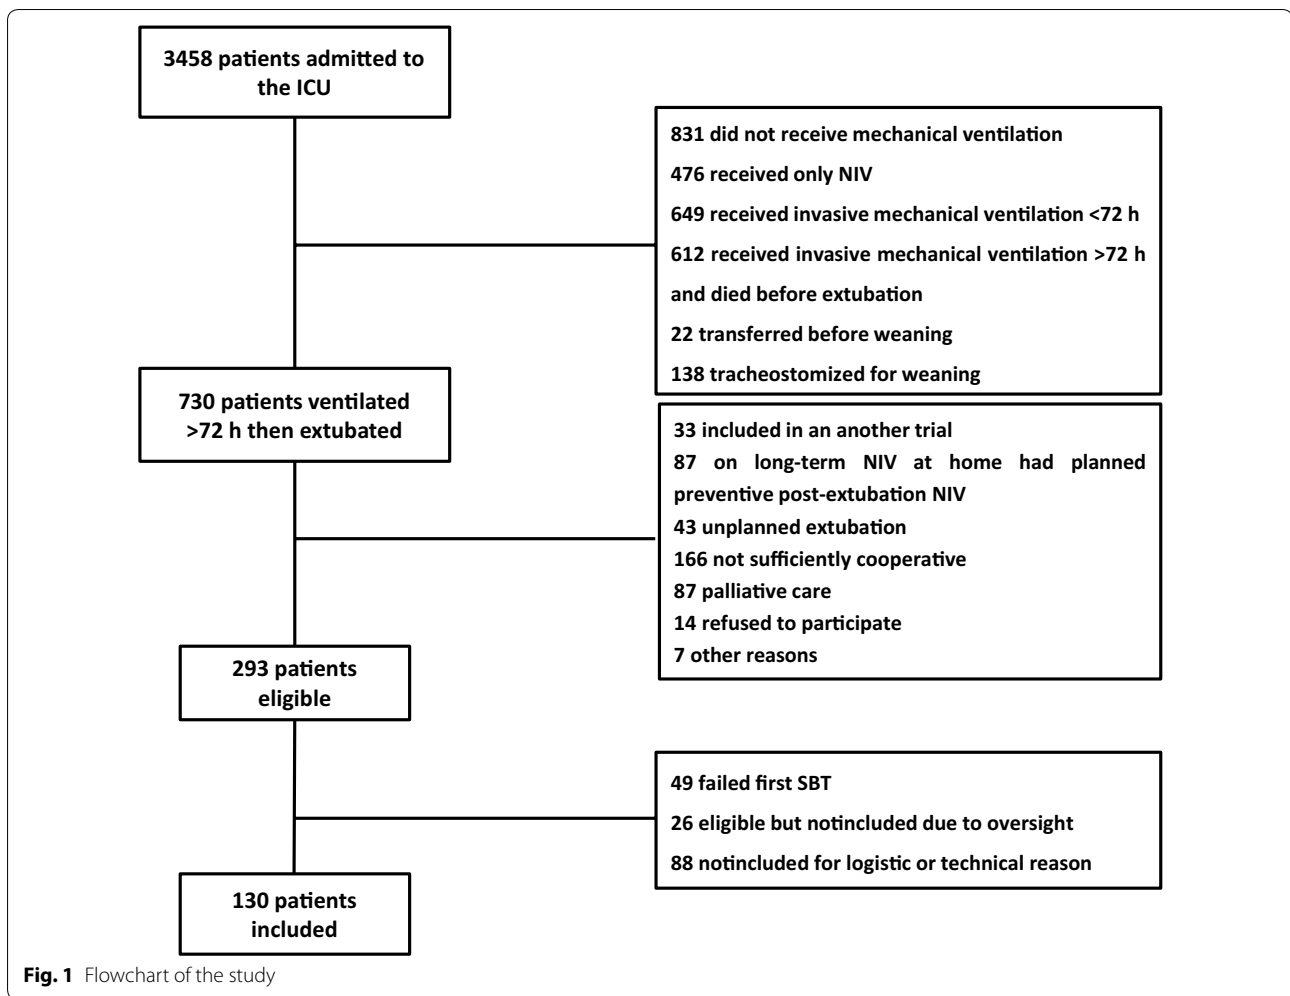 3458 patients admitted to
the ICU
831 did not receive mechanical ventilation
476 received only NIV
649 received invasive mechanical ventilation <72 h
612 received invasive mechanical ventilation >72 h
and died before extubation
22 transferred before weaning
138 tracheostomized for weaning
730 patients ventilated
>72 h then extubated
33 included in an another trial
87 on long-term NIV at home had planned
preventive post-extubation NIV
43 unplanned extubation
166 not sufficiently cooperative
87 palliative care
14 refused to participate
7 other reasons
293 patients
eligible
49 failed first SBT
26 eligible but notincluded due to oversight
88 notincluded for logistic or technical reason
130 patients
included
Fig. 1 Flowchart of the study